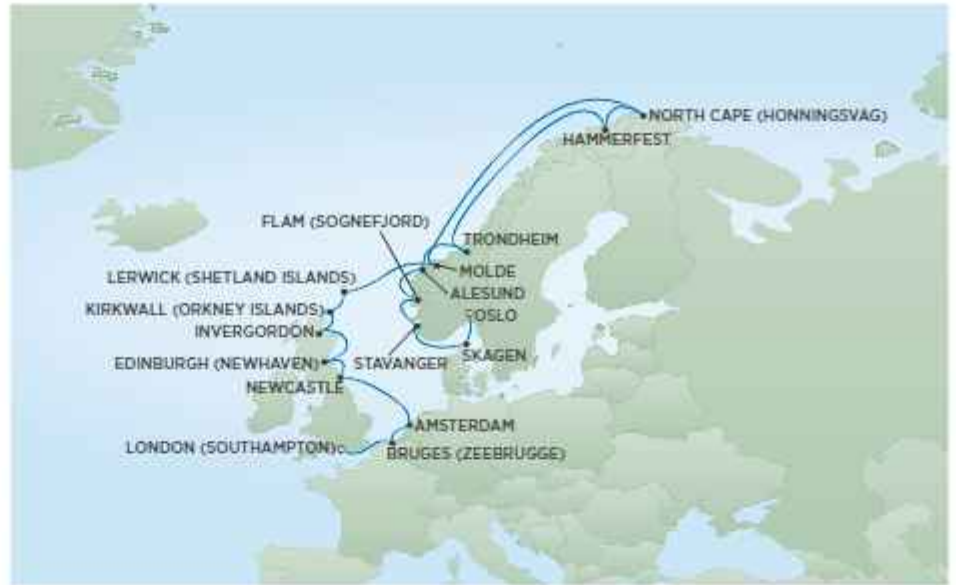 NORTH CAPE (HONNINGSVAG)
HAMMERFEST
FLAM (SOGNEFJORD)
TRONDHEIM
MOLDE
LERWICK (SHETLAND ISLANDS)
ALESUND
KIRKWALL (ORKNEY ISLANDS)
OSLO
INVERGORDON
SKAGEN
EDINBURGH (NEWHAVEN)
STAVANGER
NEWCASTLE
AMSTERDAM
LONDON (SOUTHAMPTON)
BRUGES (ZEEBRUGGE)